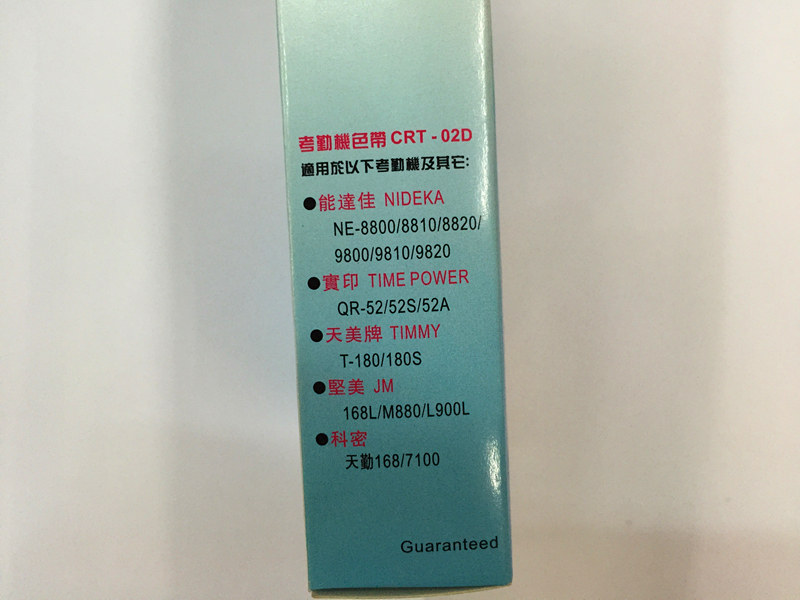 考勤機色帶 CRT - 02D
適用於以下考勤機及其它:
●能達佳 NIDEKA
NE-8800/8810/8820/
9800/9810/9820
●實印 TIME POWER
QR-52/52S/52A
●天美牌 TIMMY
T-180/180S
●堅美 JM
168L/M880/L900L
●科密
天勤168/7100
Guaranteed